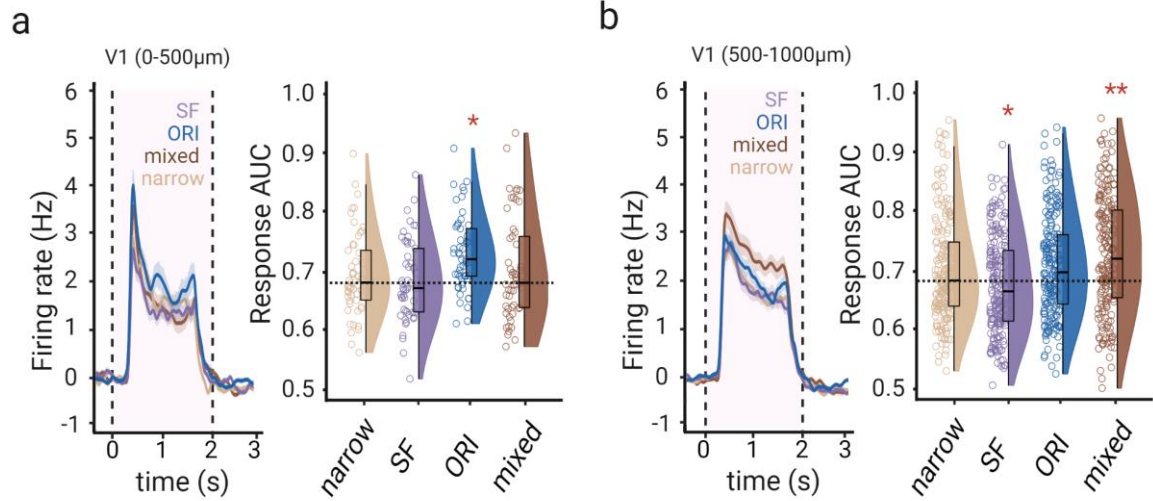 a
V1 (0-500µm)
6
5
4
3
2
1
0
-1
Firing rate (Hz)
SF
ORI
mixed
narrow
0
1
2
3
time (s)
1.0
0.9
0.8
0.7
0.6
0.5
Response AUC
*
narrow
SF
ORI
mixed
b
V1 (500-1000µm)
6
5
4
3
2
1
0
-1
Firing rate (Hz)
SF
ORI
mixed
narrow
0
1
2
3
time (s)
1.0
0.9
0.8
0.7
0.6
0.5
Response AUC
*
**
narrow
SF
ORI
mixed